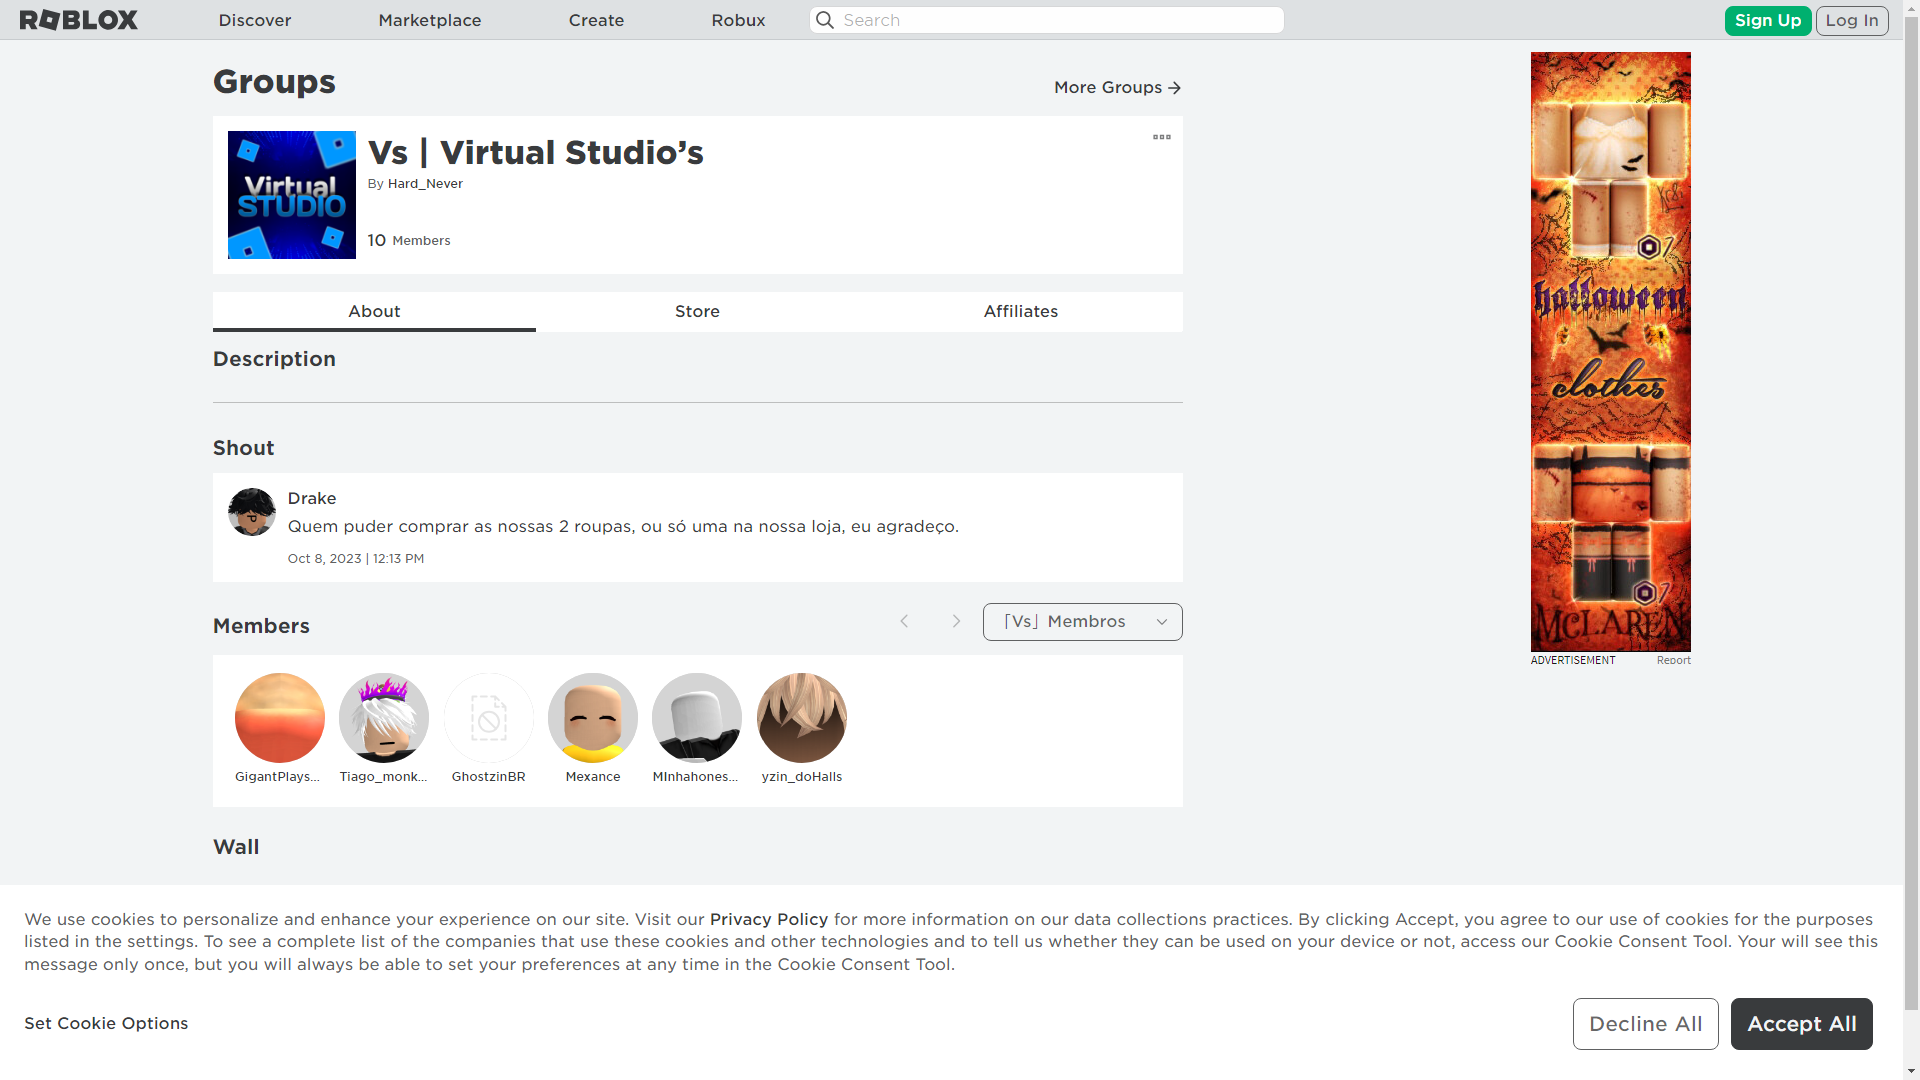 ROBLOX
Discover
Marketplace
Create
Robux
Search
Sign Up
Log In
Groups
More Groups
Virtual
STUDIO
Vs | Virtual Studio’s
By Hard_Never
10 Members
About
Store
Affiliates
Description
Shout
Drake
Quem puder comprar as nossas 2 roupas, ou só uma na nossa loja, eu agradeço.
Oct 8, 2023 | 12:13 PM
Members
「Vs」Membros
GigantPlays...
Tiago_monk...
GhostzinBR
Mexance
MInhahones...
yzin_doHalls
Wall
7
halloween
clothes
7
McLAREN
ADVERTISEMENT
Report
We use cookies to personalize and enhance your experience on our site. Visit our Privacy Policy for more information on our data collections practices. By clicking Accept, you agree to our use of cookies for the purposes
listed in the settings. To see a complete list of the companies that use these cookies and other technologies and to tell us whether they can be used on your device or not, access our Cookie Consent Tool. Your will see this
message only once, but you will always be able to set your preferences at any time in the Cookie Consent Tool.
Set Cookie Options
Decline All
Accept All